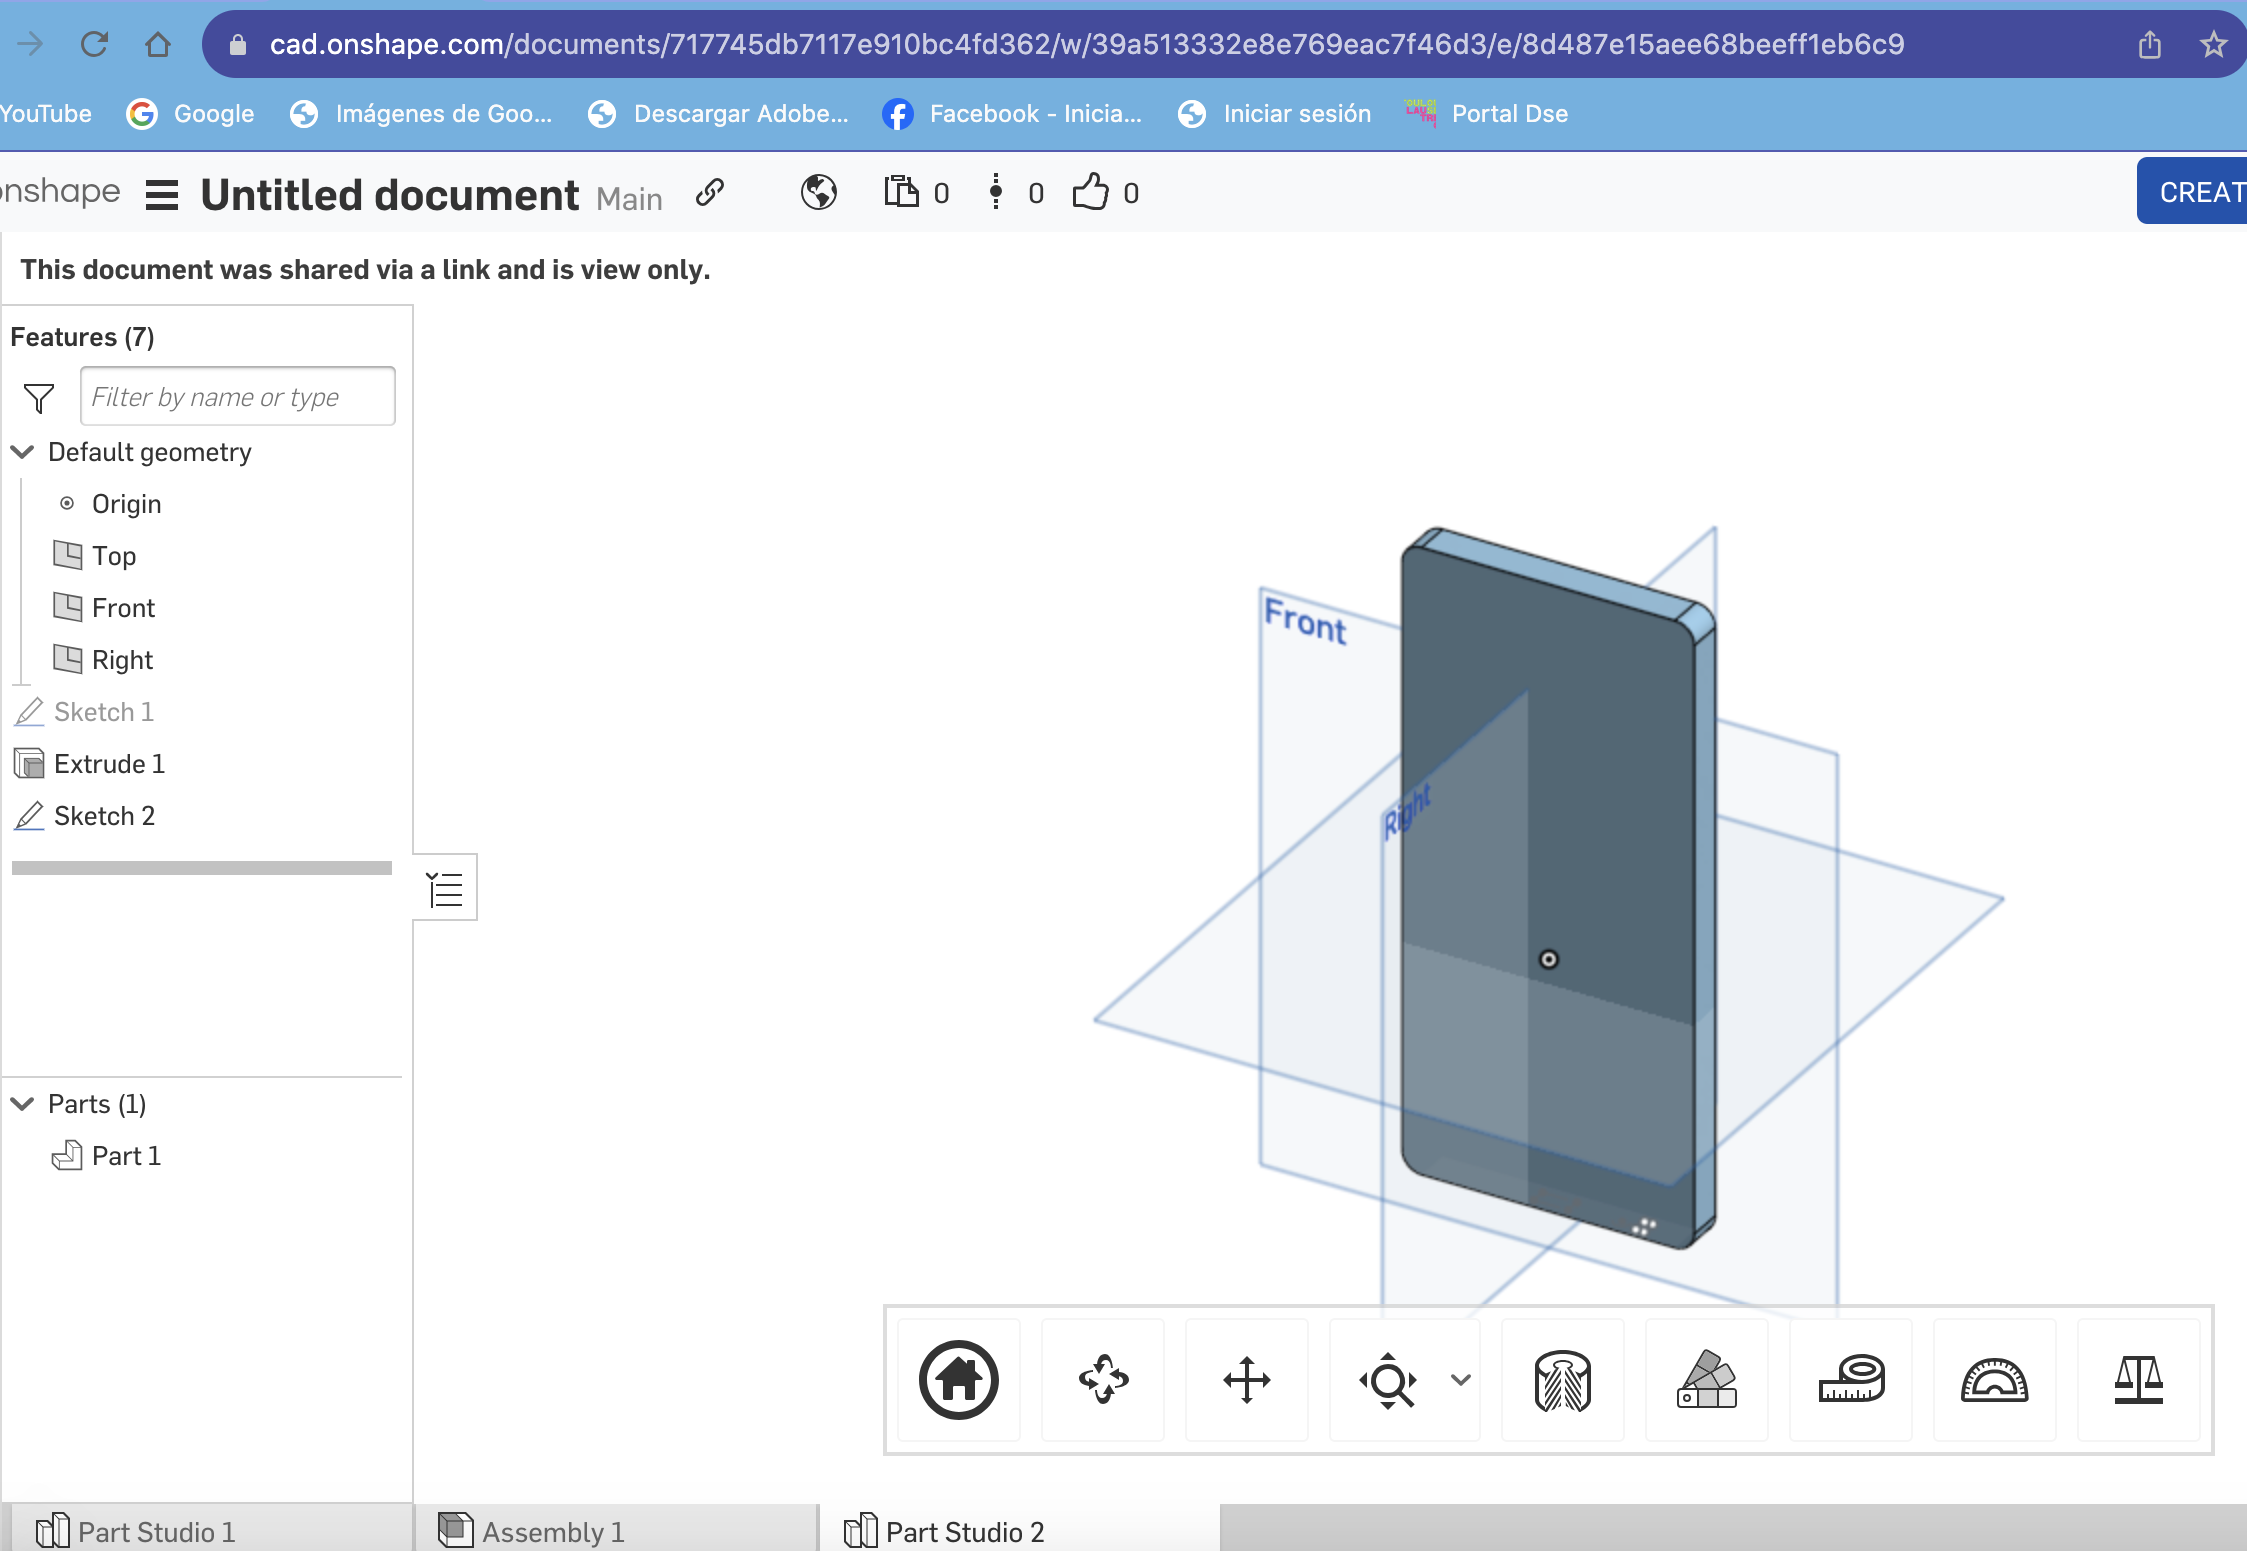 cad.onshape.com/documents/717745db7117e910bc4fd362/w/39a513332e8e769eac7f46d3/e/8d487e15aee68beeff1eb6c9
YouTube Google Imágenes de Goo... Descargar Adobe... Facebook - Inicia... Iniciar sesión Portal Dse
onshape Untitled document Main 0 0 0 CREAT
This document was shared via a link and is view only.
Features (7)
Filter by name or type
Default geometry
Origin
Top
Front
Right
Sketch 1
Extrude 1
Sketch 2
Parts (1)
Part 1
Front
Right
Part Studio 1 Assembly 1 Part Studio 2